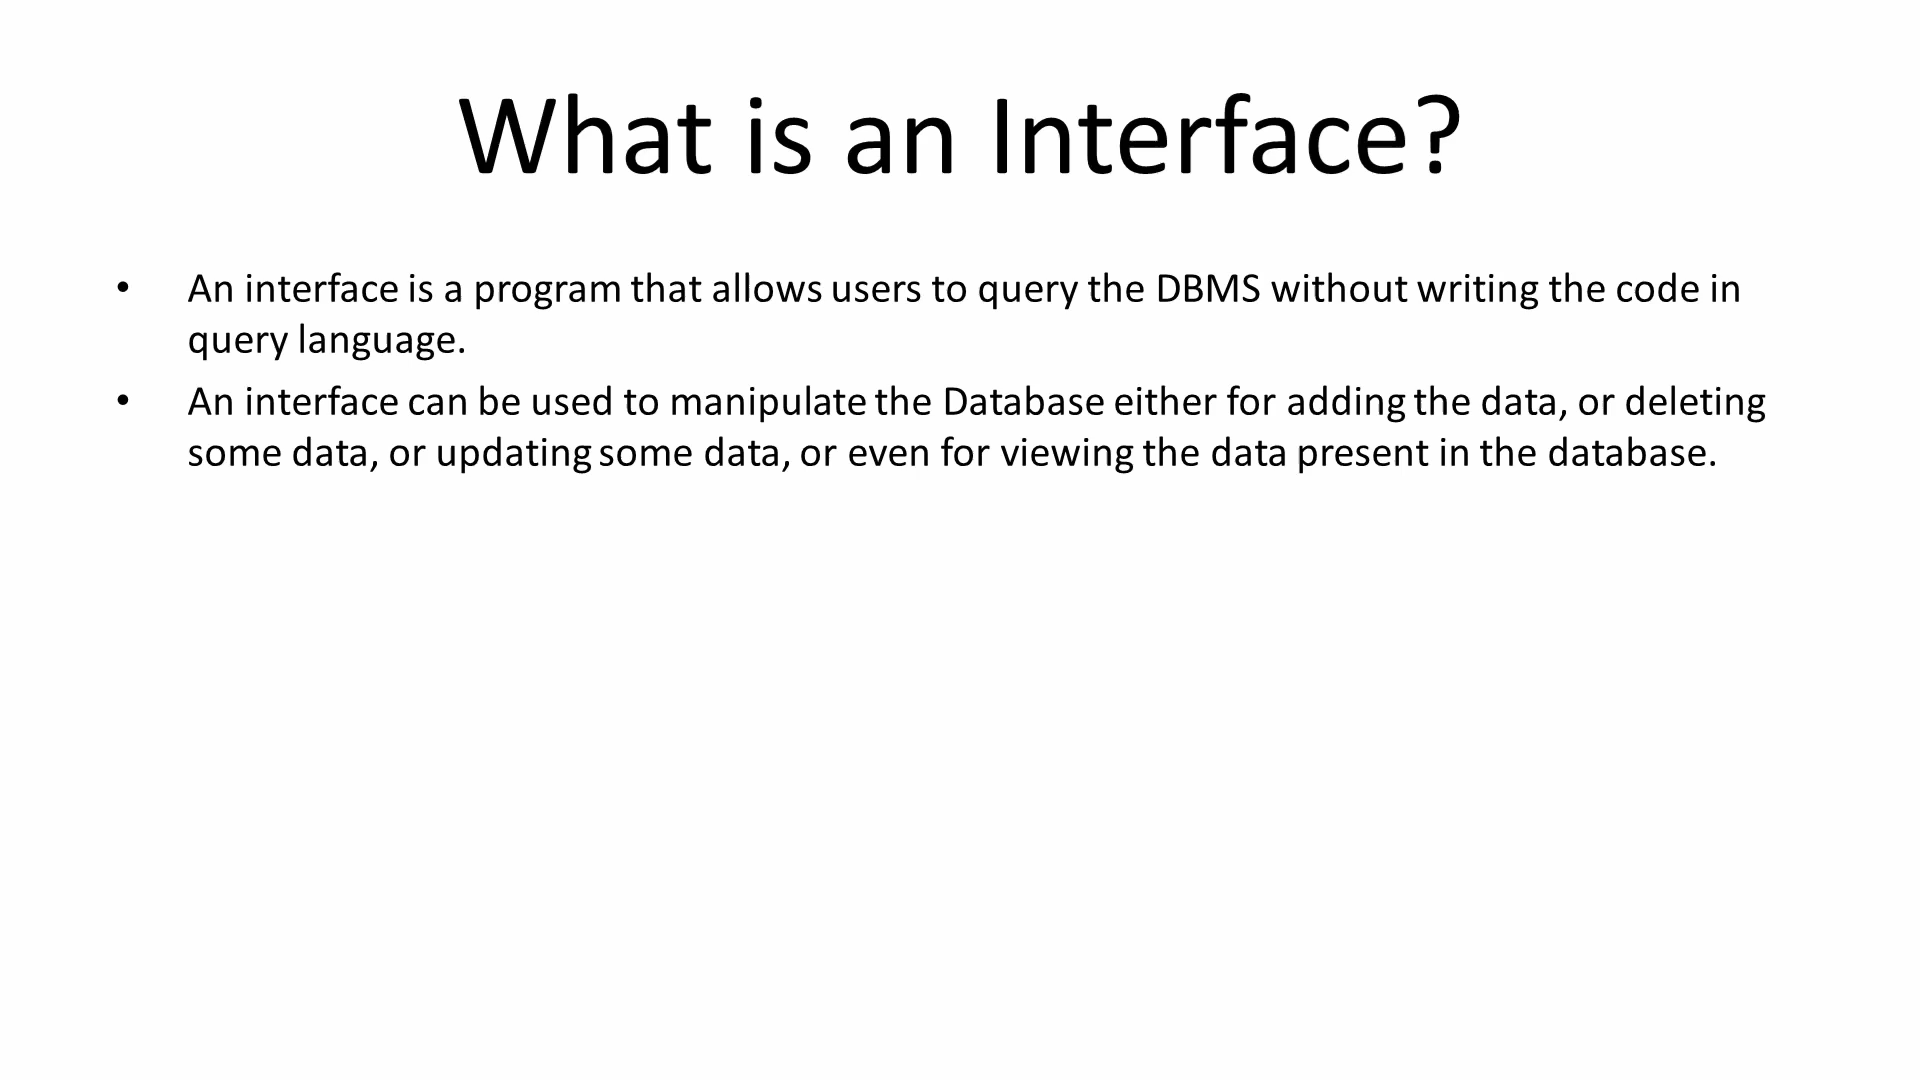 What is an Interface?
• An interface is a program that allows users to query the DBMS without writing the code in
query language.
• An interface can be used to manipulate the Database either for adding the data, or deleting
some data, or updating some data, or even for viewing the data present in the database.